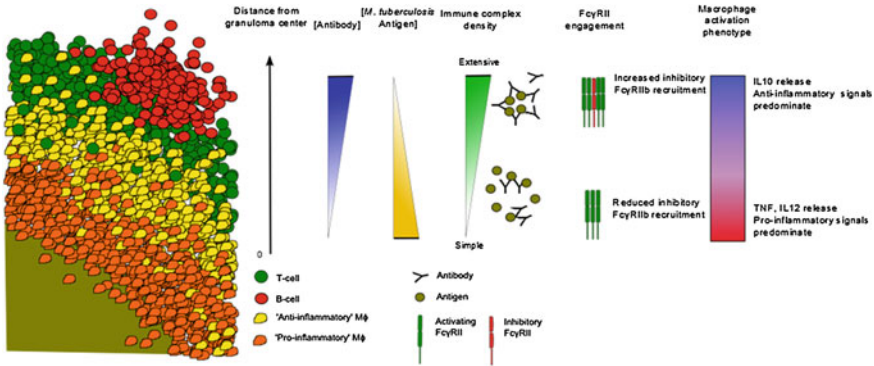 Distance from
granuloma center
[Antibody]
[M. tuberculosis
Antigen]
Immune complex
density
FcγRII
engagement
Macrophage
activation
phenotype
Extensive
Increased inhibitory
FcγRIIb recruitment
IL10 release
Anti-inflammatory signals
predominate
Reduced inhibitory
FcγRIIb recruitment
TNF, IL12 release
Pro-inflammatory signals
predominate
0
Simple
T-cell
B-cell
'Anti-inflammatory' MΦ
'Pro-inflammatory' MΦ
Antibody
Antigen
Activating
FcγRII
Inhibitory
FcγRII